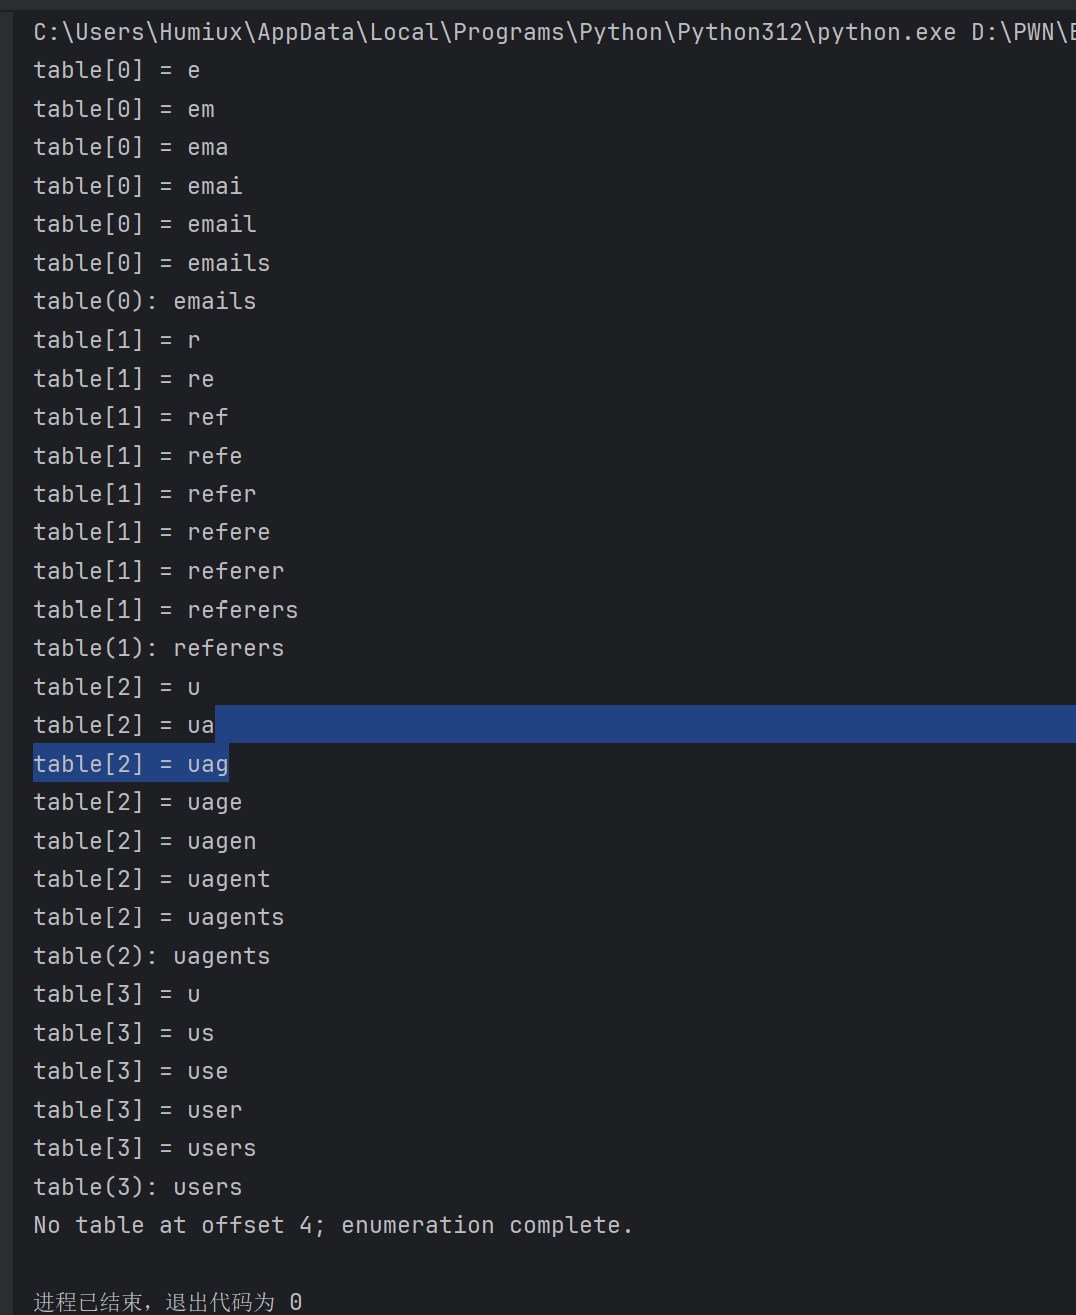 C:\Users\Humiux\AppData\Local\Programs\Python\Python312\python.exe D:\PWN\
table[0] = e
table[0] = em
table[0] = ema
table[0] = emai
table[0] = email
table[0] = emails
table(0): emails
table[1] = r
table[1] = re
table[1] = ref
table[1] = refe
table[1] = refer
table[1] = refere
table[1] = referer
table[1] = referers
table(1): referers
table[2] = u
table[2] = ua
table[2] = uag
table[2] = uage
table[2] = uagen
table[2] = uagent
table[2] = uagents
table(2): uagents
table[3] = u
table[3] = us
table[3] = use
table[3] = user
table[3] = users
table(3): users
No table at offset 4; enumeration complete.
进程已结束，退出代码为 0